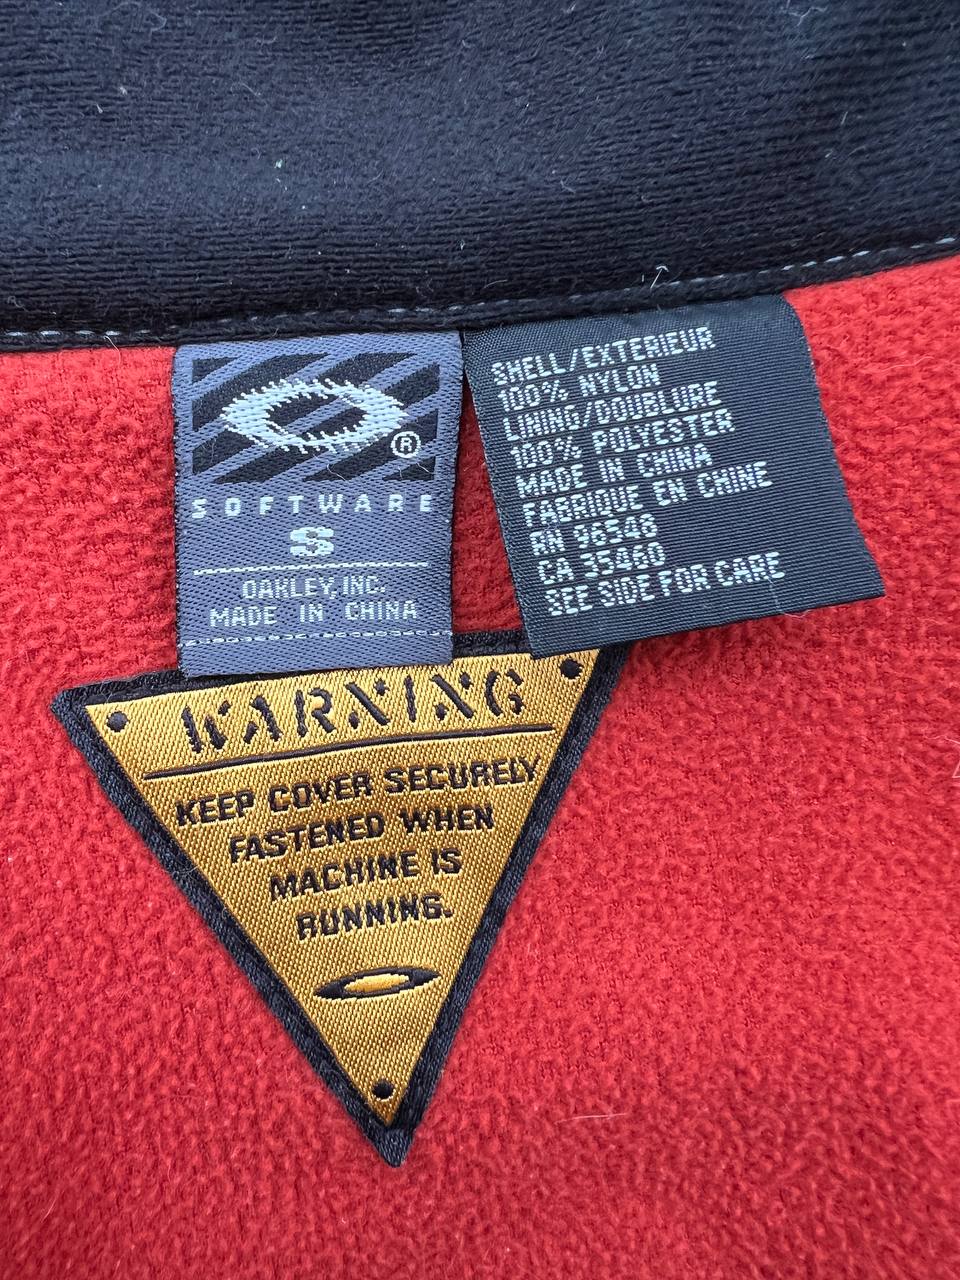 ®
SOFTWARE
S
OAKLEY, INC.
MADE IN CHINA
SHELL/EXTERIEUR
100% NYLON
LINING/DOUBLURE
100% POLYESTER
MADE IN CHINA
FABRIQUE EN CHINE
RN 96548
CA 35460
SEE SIDE FOR CARE
WARNING
KEEP COVER SECURELY
FASTENED WHEN
MACHINE IS
RUNNING.